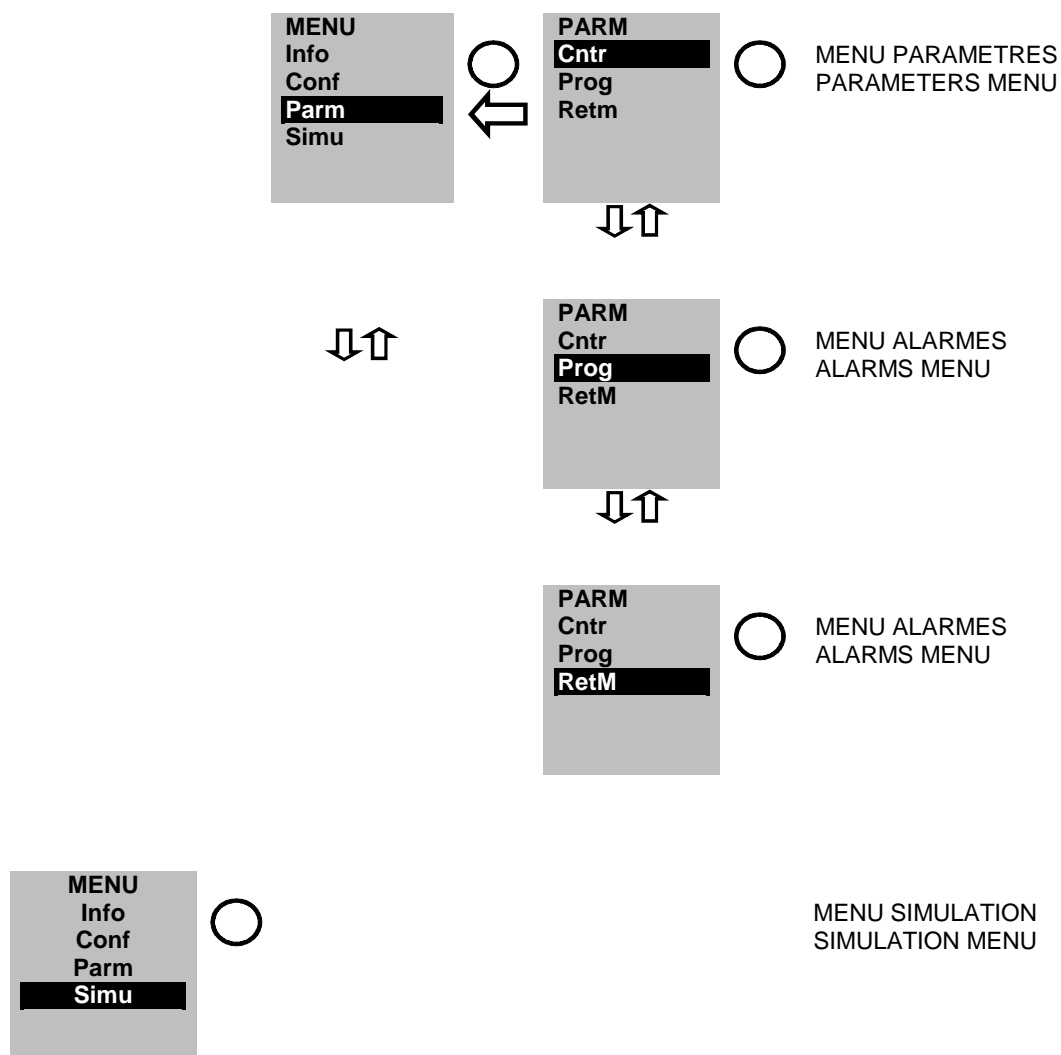 MENU
Info
Conf
Parm
Simu
PARM
Cntr
Prog
Retm
MENU PARAMETRES
PARAMETERS MENU
PARM
Cntr
Prog
RetM
MENU ALARMES
ALARMS MENU
PARM
Cntr
Prog
RetM
MENU ALARMES
ALARMS MENU
MENU
Info
Conf
Parm
Simu
MENU SIMULATION
SIMULATION MENU